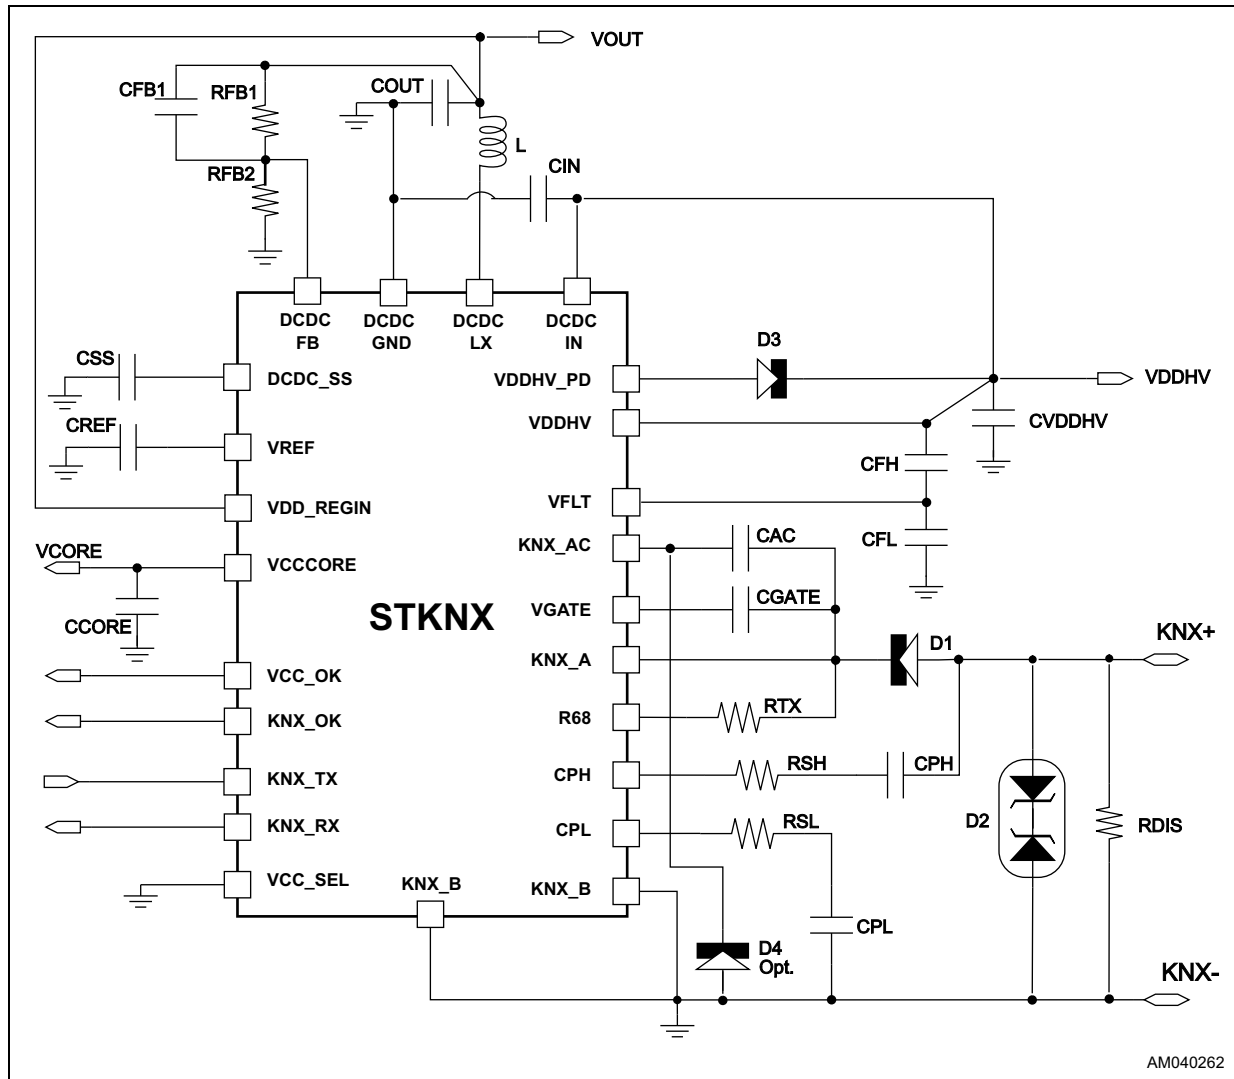 VOUT
CFB1
RFB1
COUT
L
RFB2
CIN
DCDC
FB
DCDC
GND
DCDC
LX
DCDC
IN
CSS
DCDC_SS
VDDHV_PD
D3
VDDHV
CREF
VREF
VDDHV
CVDDHV
CFH
VDD_REGIN
VFLT
CFL
VCORE
VCCCORE
KNX_AC
CAC
CCORE
STKNX
VGATE
CGATE
KNX_A
D1
KNX+
VCC_OK
KNX_OK
R68
RTX
KNX_TX
CPH
RSH
CPH
KNX_RX
CPL
RSL
D2
RDIS
VCC_SEL
KNX_B
KNX_B
CPL
D4
Opt.
KNX-
AM040262